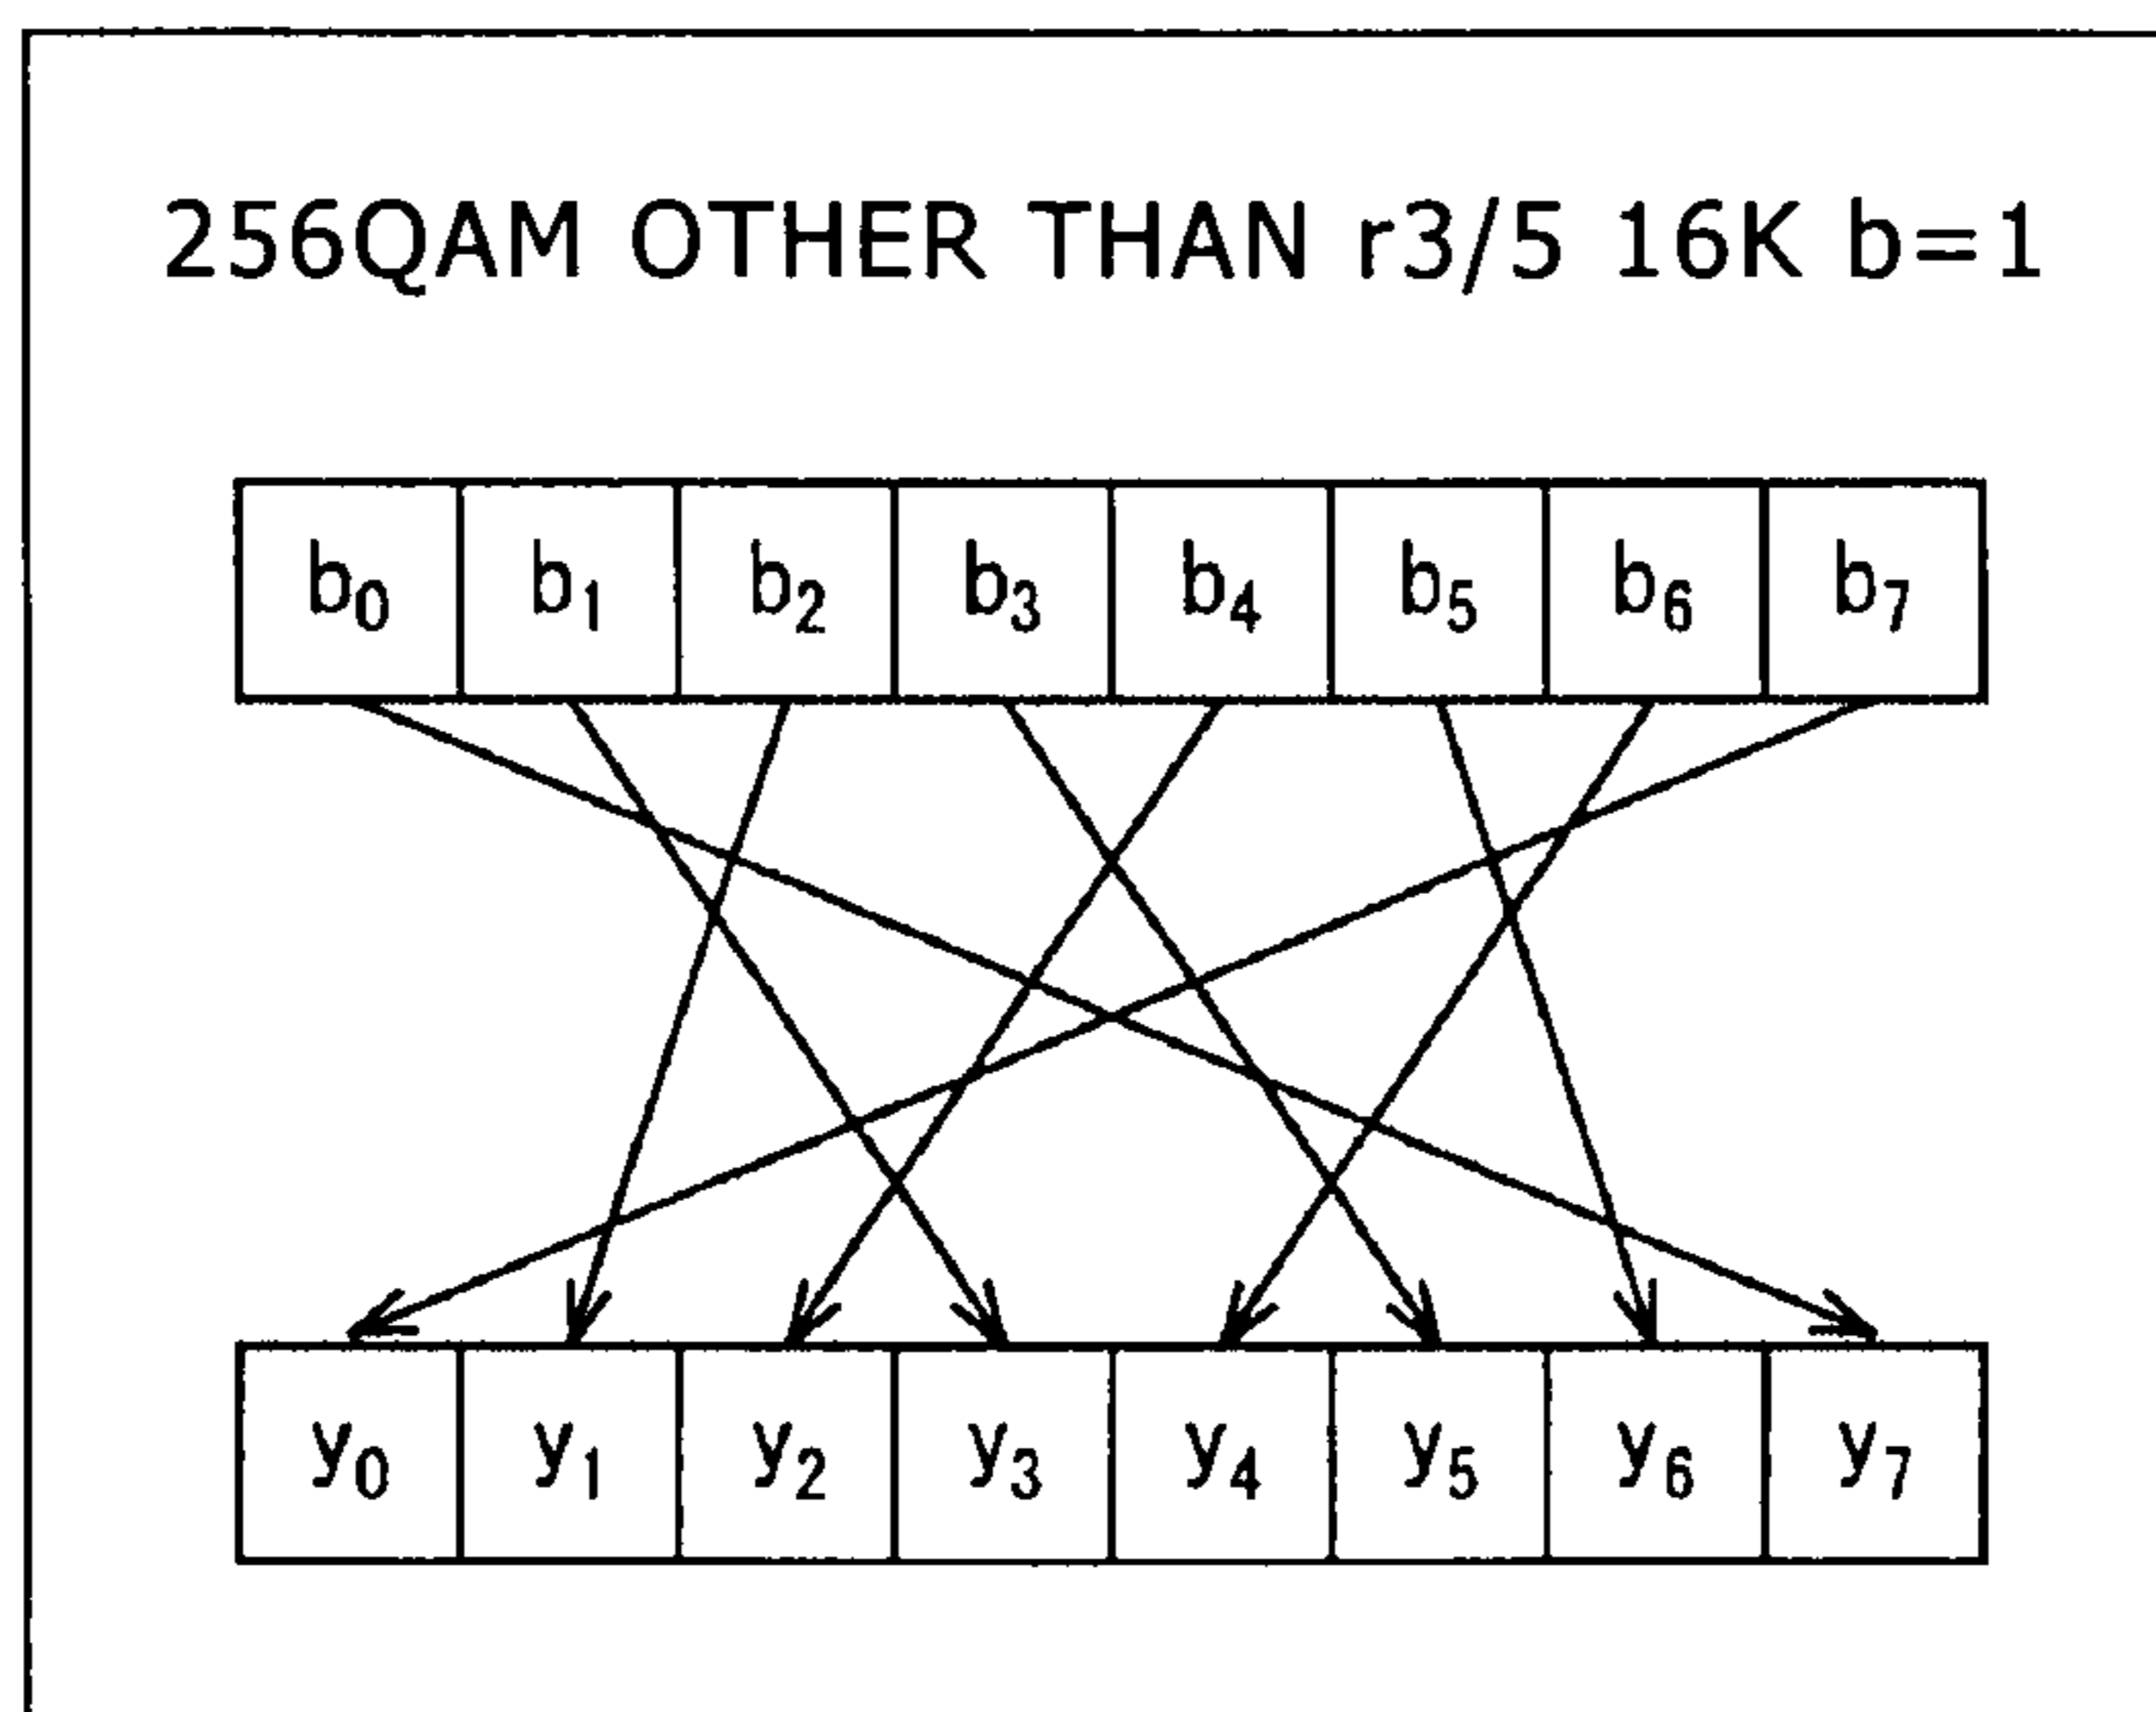 256QAM OTHER THAN r3/5 16K b=1
b0 b1 b2 b3 b4 b5 b6 b7
y0 y1 y2 y3 y4 y5 y6 y7